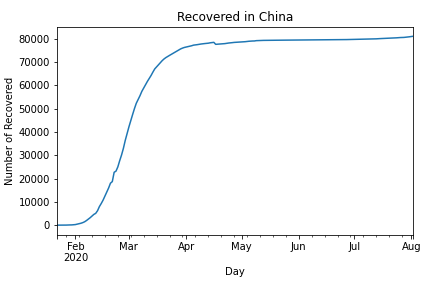 Recovered in China
Number of Recovered
80000
70000
60000
50000
40000
30000
20000
10000
0
Feb Mar Apr May Jun Jul Aug
2020
Day